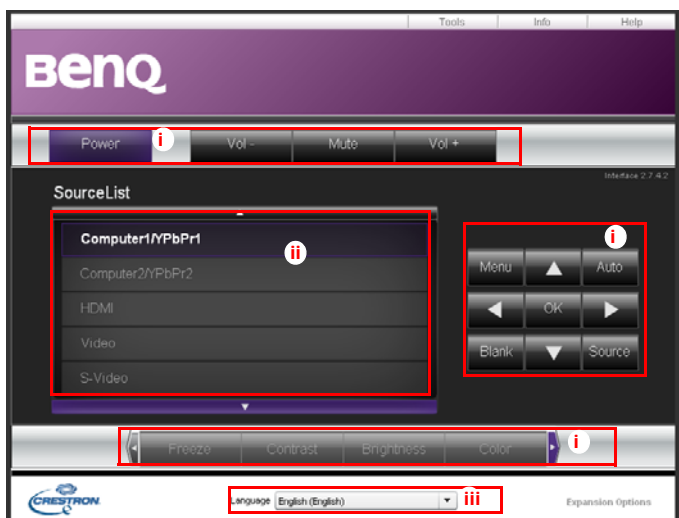 Tools Info Help
BenQ
Power i Vol - Mute Vol +
Interface 2.7.4.2
SourceList
Computer1/YPbPr1
ii
Computer2/YPbPr2
HDMI
Video
S-Video
i
Menu Auto
OK
Blank Source
Freeze Contrast Brightness Color i
CRESTRON Language English (English) iii Expansion Options